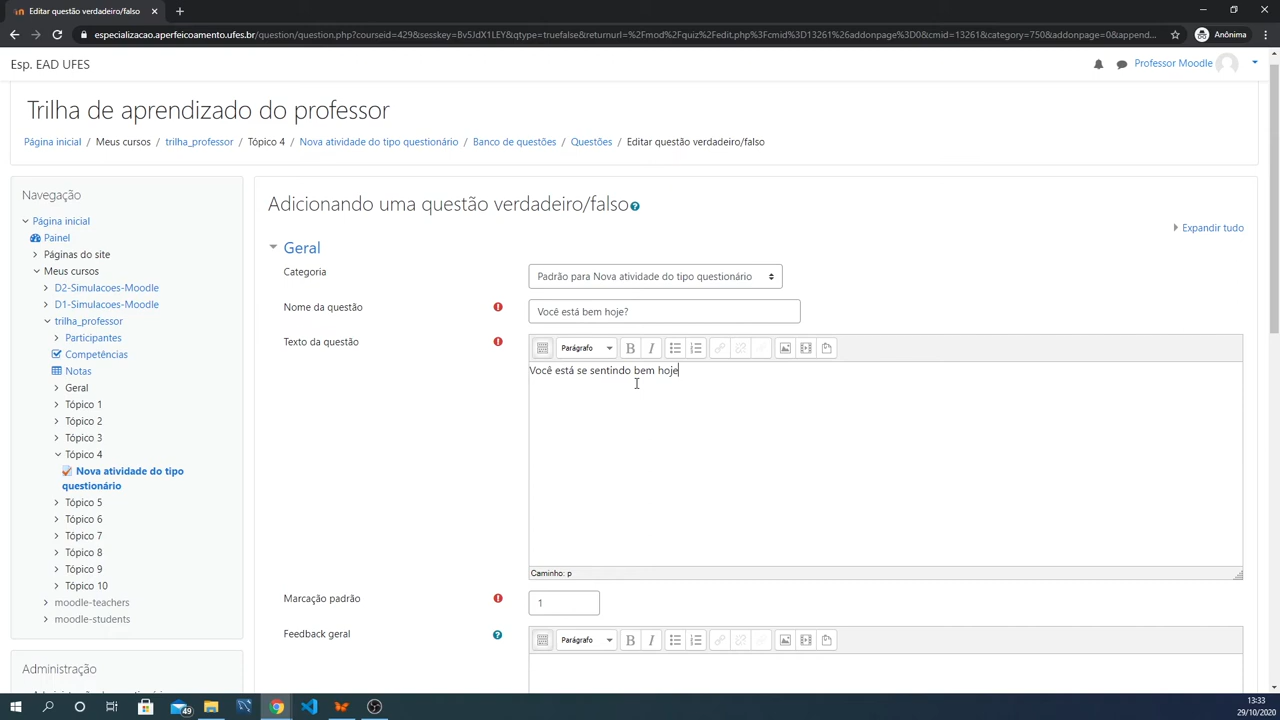 Editar questão verdadeiro/falso
especializacao.aperfeicoamento.ufes.br/question/question.php?courseid=429&sesskey=Bv5JdX1LEY&qtype=truefalse&returnurl=%2Fmod%2Fquiz%2Fedit.php%3Fcmid%3D13261%26addonpage%3D0&cmid=13261&category=750&addonpage=0&append...
Anônima
Esp. EAD UFES
Professor Moodle
Trilha de aprendizado do professor
Página inicial / Meus cursos / trilha_professor / Tópico 4 / Nova atividade do tipo questionário / Banco de questões / Questões / Editar questão verdadeiro/falso
Navegação
Página inicial
Painel
Páginas do site
Meus cursos
D2-Simulacoes-Moodle
D1-Simulacoes-Moodle
trilha_professor
Participantes
Competências
Notas
Geral
Tópico 1
Tópico 2
Tópico 3
Tópico 4
Nova atividade do tipo
questionário
Tópico 5
Tópico 6
Tópico 7
Tópico 8
Tópico 9
Tópico 10
moodle-teachers
moodle-students
Administração
Adicionando uma questão verdadeiro/falso
Expandir tudo
Geral
Categoria
Padrão para Nova atividade do tipo questionário
Nome da questão
Você está bem hoje?
Texto da questão
Parágrafo
B I
Você está se sentindo bem hoje
Caminho: p
Marcação padrão
1
Feedback geral
Parágrafo
B I
49
13:33
29/10/2020